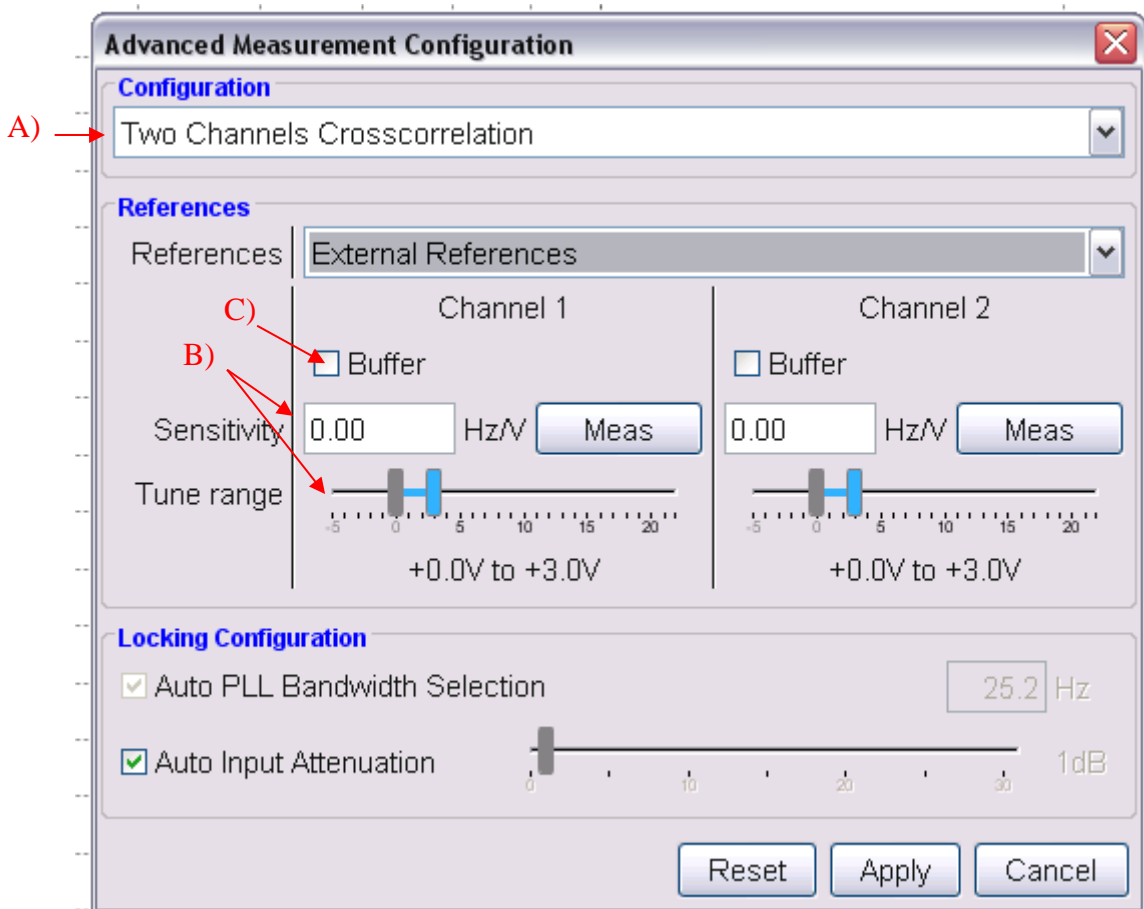 Advanced Measurement Configuration
Configuration
A)
Two Channels Crosscorrelation
References
References
External References
Channel 1
Channel 2
C)
B)
Buffer
Buffer
Sensitivity
0.00
Hz/V
Meas
0.00
Hz/V
Meas
Tune range
-5 0 5 10 15 20
-5 0 5 10 15 20
+0.0V to +3.0V
+0.0V to +3.0V
Locking Configuration
Auto PLL Bandwidth Selection
25.2 Hz
Auto Input Attenuation
0 10 20 30
1dB
Reset
Apply
Cancel